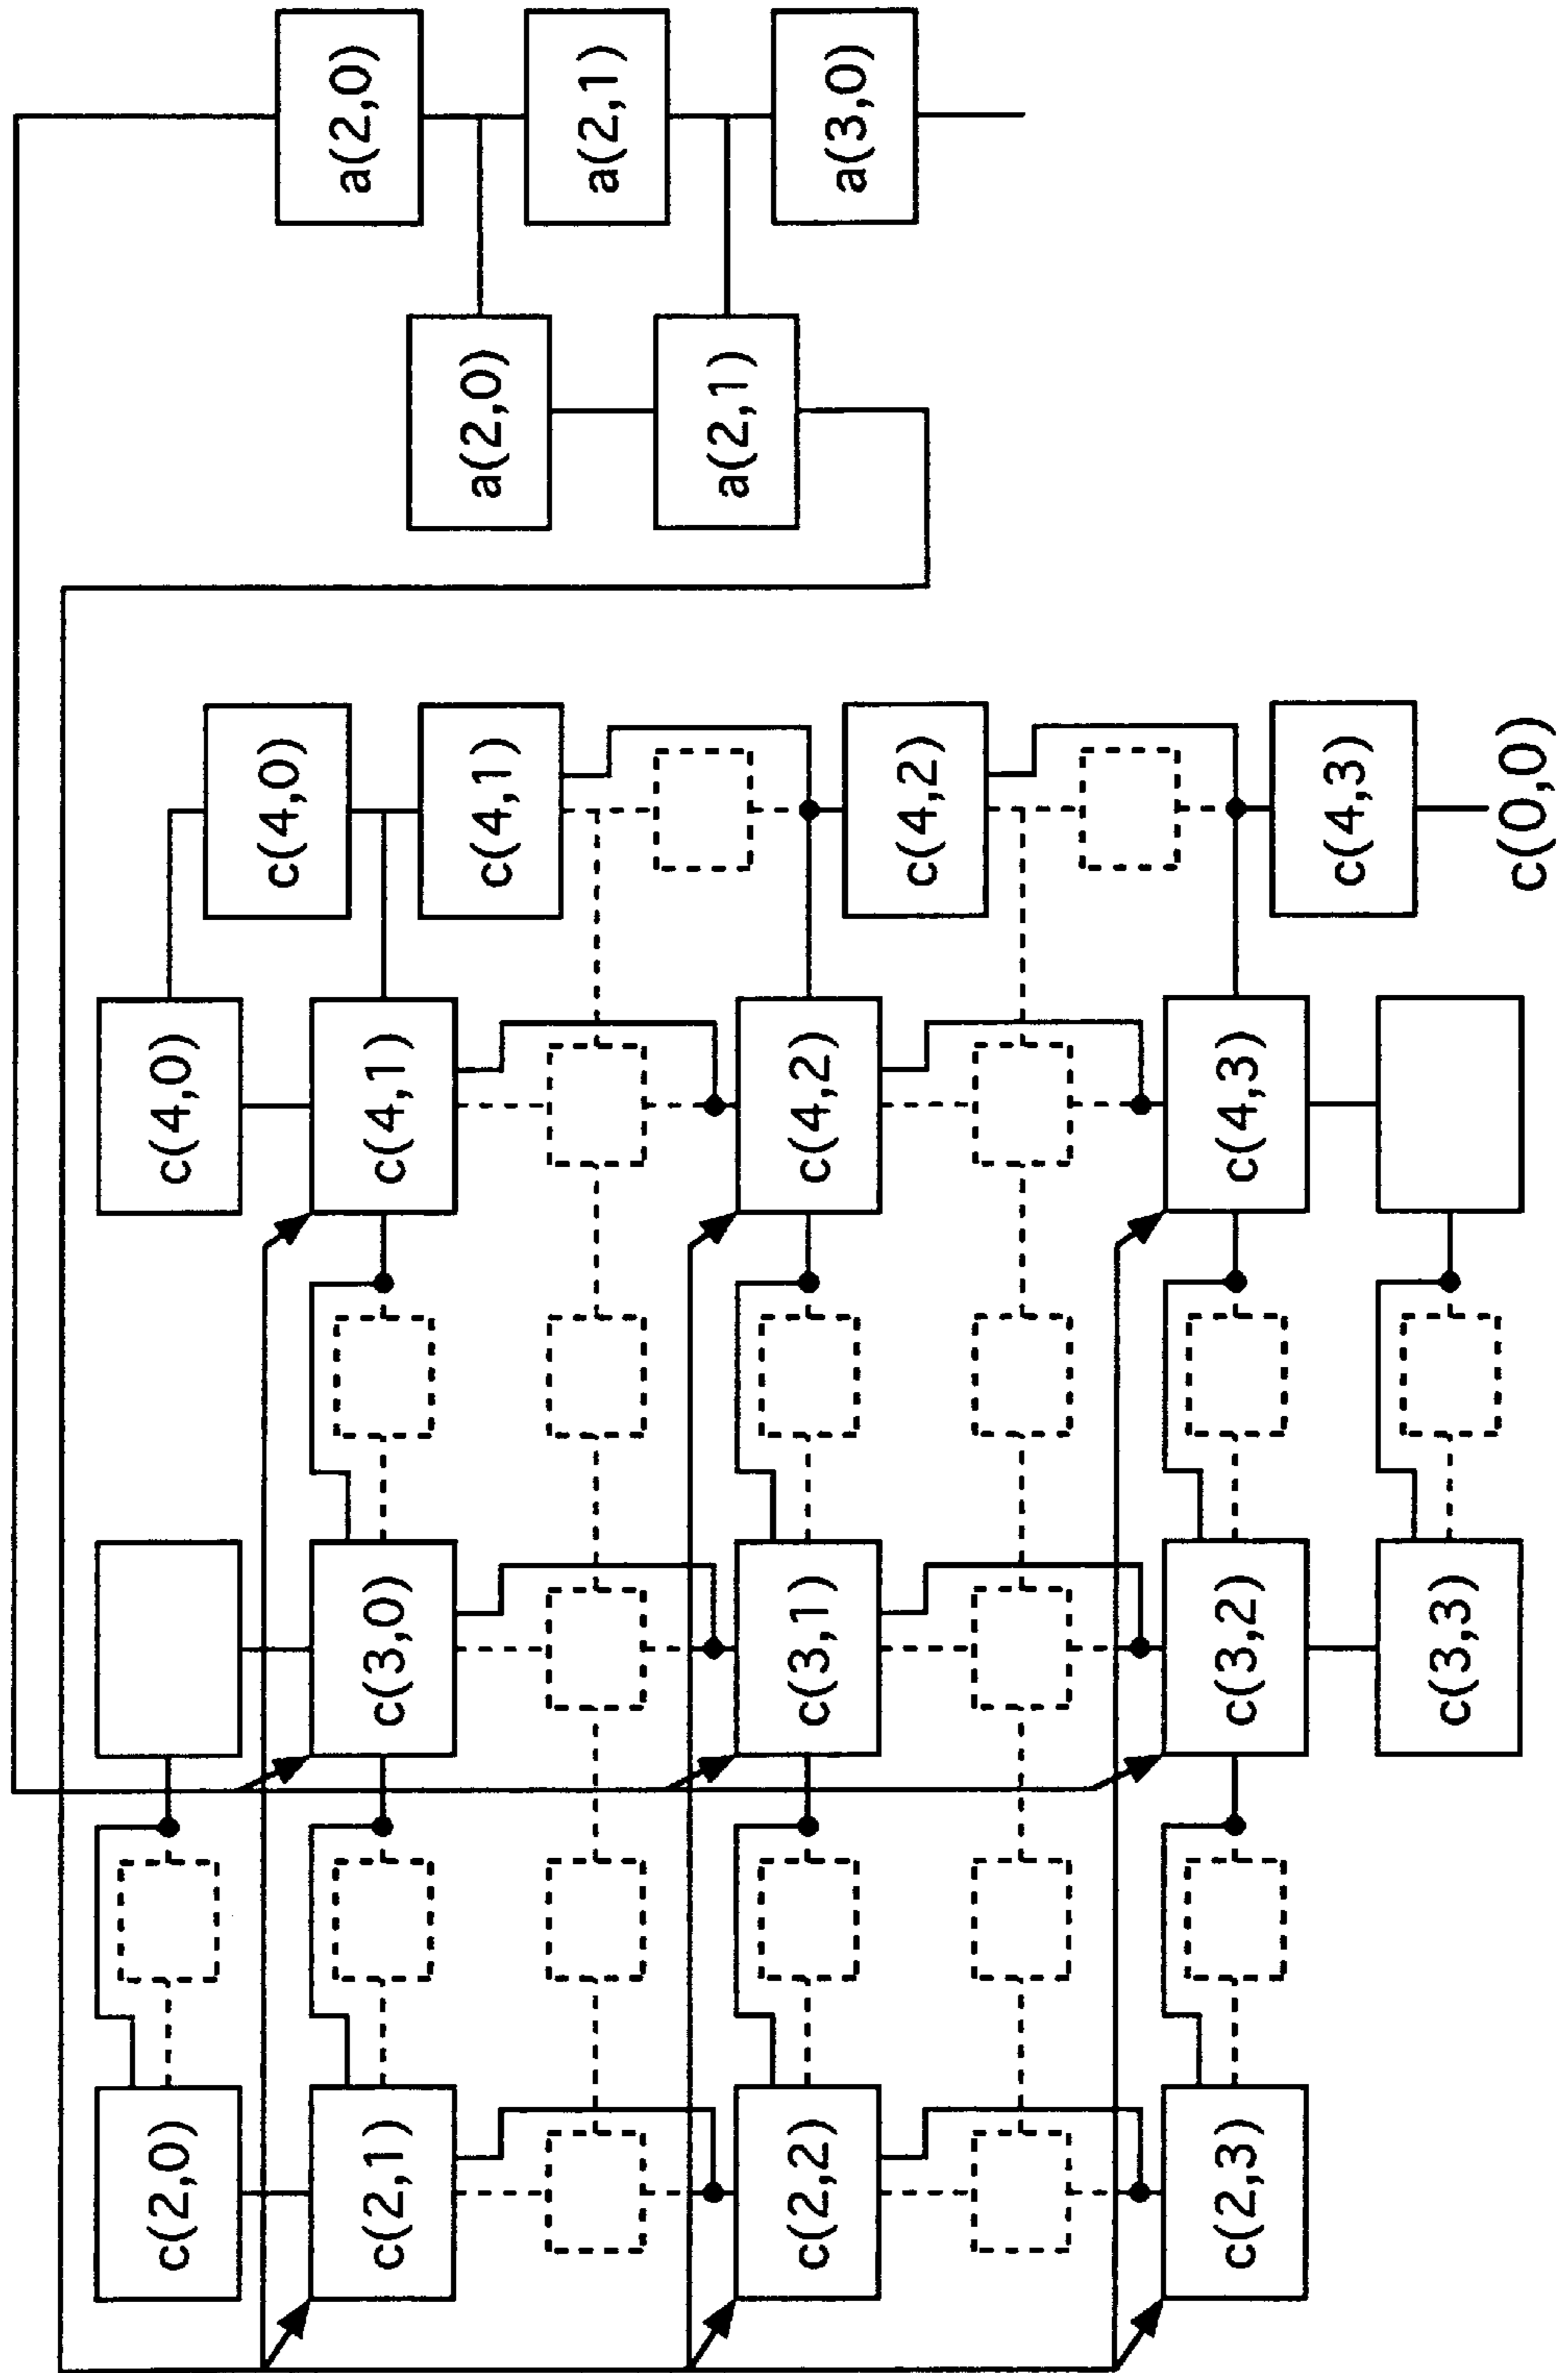 c(2,0)
c(4,0)
c(4,0)
a(2,0)
c(2,1)
c(3,0)
c(4,1)
c(4,1)
a(2,0)
a(2,1)
a(2,1)
c(2,2)
c(3,1)
c(4,2)
a(3,0)
c(4,2)
c(2,3)
c(3,2)
c(4,3)
c(4,3)
c(3,3)
c(0,0)